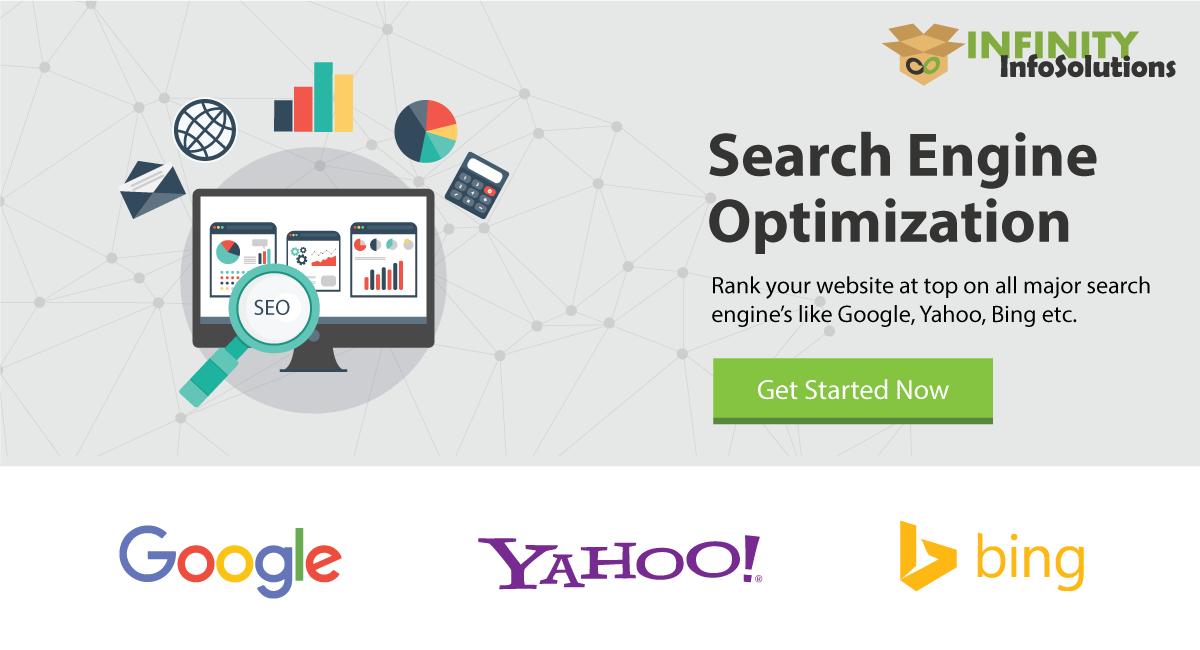 INFINITY
InfoSolutions
Search Engine
Optimization
Rank your website at top on all major search
engine’s like Google, Yahoo, Bing etc.
Get Started Now
SEO
Google
YAHOO!®
bing